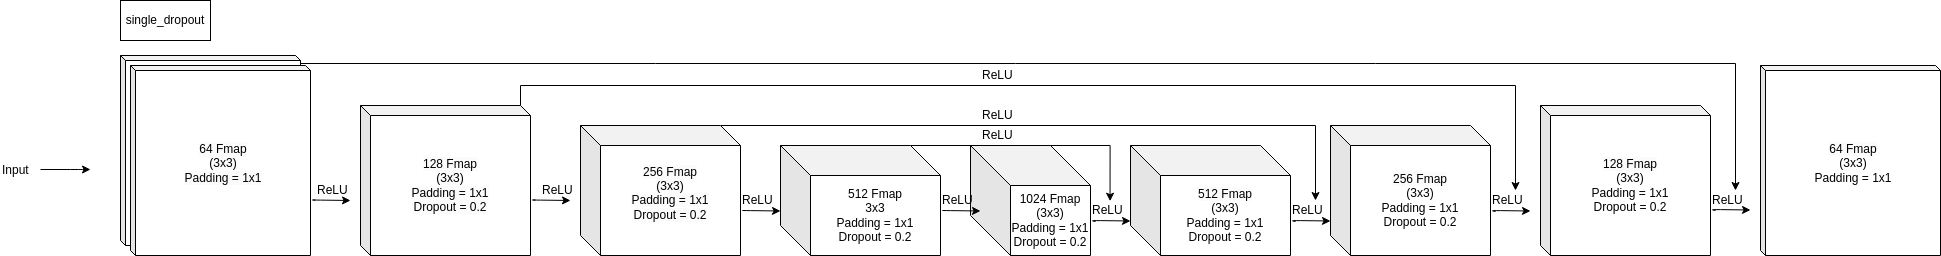 single_dropout
Input
64 Fmap
(3x3)
Padding = 1x1
ReLU
128 Fmap
(3x3)
Padding = 1x1
Dropout = 0.2
ReLU
256 Fmap
(3x3)
Padding = 1x1
Dropout = 0.2
ReLU
512 Fmap
3x3
Padding = 1x1
Dropout = 0.2
ReLU
1024 Fmap
(3x3)
Padding = 1x1
Dropout = 0.2
ReLU
ReLU
ReLU
ReLU
512 Fmap
(3x3)
Padding = 1x1
Dropout = 0.2
ReLU
256 Fmap
(3x3)
Padding = 1x1
Dropout = 0.2
ReLU
128 Fmap
(3x3)
Padding = 1x1
Dropout = 0.2
ReLU
64 Fmap
(3x3)
Padding = 1x1